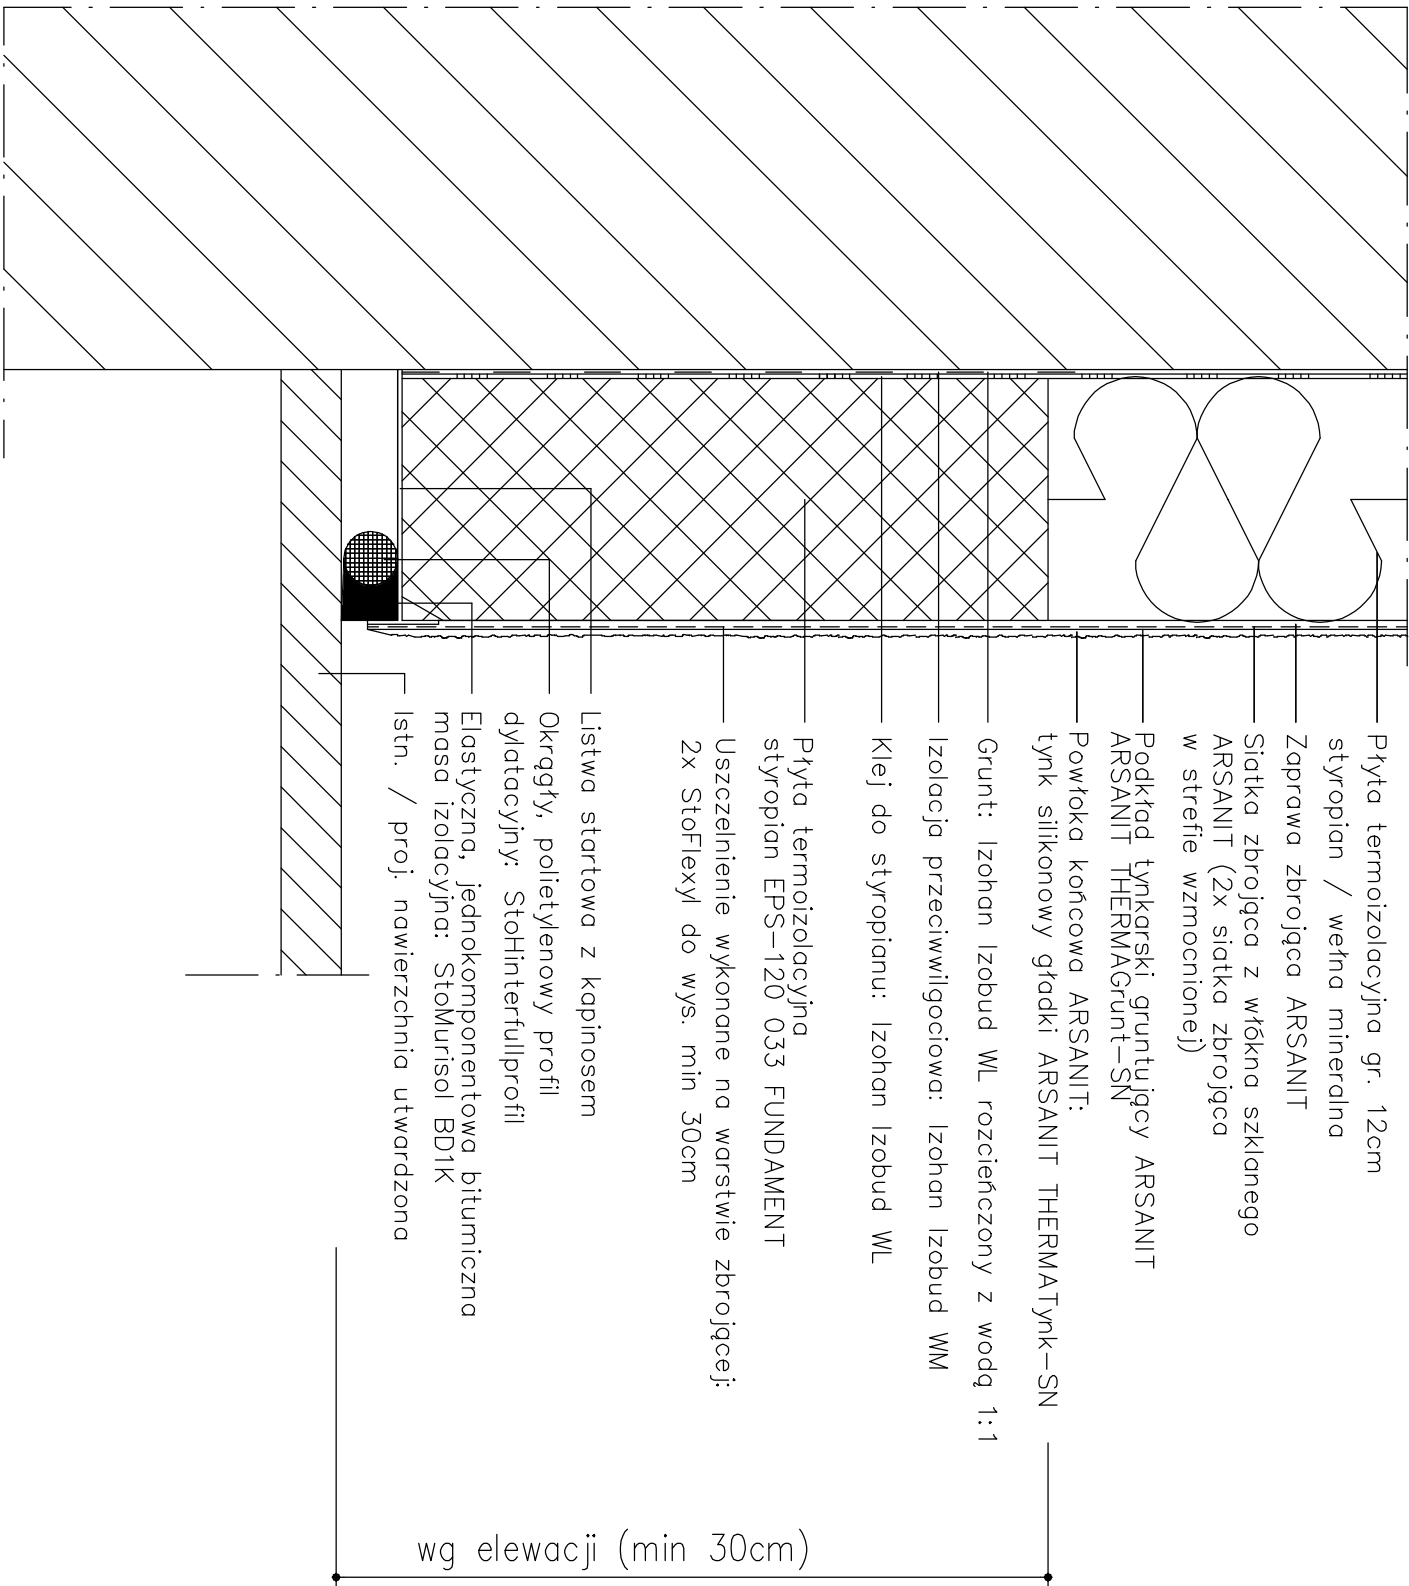 Płyta termoizolacyjna gr. 12cm
styropian / wełna mineralna
Zaprawa zbrojąca ARSANIT
Siatka zbrojąca z włókna szklanego
ARSANIT (2x siatka zbrojąca
w strefie wzmocnionej)
Podkład tynkarski gruntujący ARSANIT
ARSANIT THERMAGrunt-SN
Powłoka końcowa ARSANIT:
tynk silikonowy gładki ARSANIT THERMATynk-SN
Grunt: Izohan Izobud WL rozcieńczony z wodą 1:1
Izolacja przeciwwilgociowa: Izohan Izobud WM
Klej do styropianu: Izohan Izobud WL
Płyta termoizolacyjna
styropian EPS-120 033 FUNDAMENT
Uszczelnienie wykonane na warstwie zbrojącej:
2x StoFlexyl do wys. min 30cm
Listwa startowa z kapinosem
Okrągły, polietylenowy profil
dylatacyjny: StoHinterfullprofil
Elastyczna, jednokomponentowa bitumiczna
masa izolacyjna: StoMurisol BD1K
Istn. / proj. nawierzchnia utwardzona
wg elewacji (min 30cm)